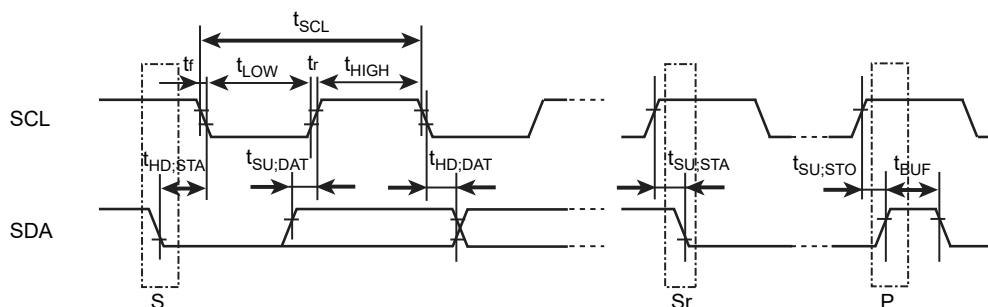 tSCL
tf tLOW tr tHIGH
SCL
tHD;STA tSU;DAT tHD;DAT tSU;STA tSU;STO tBUF
SDA
S Sr P